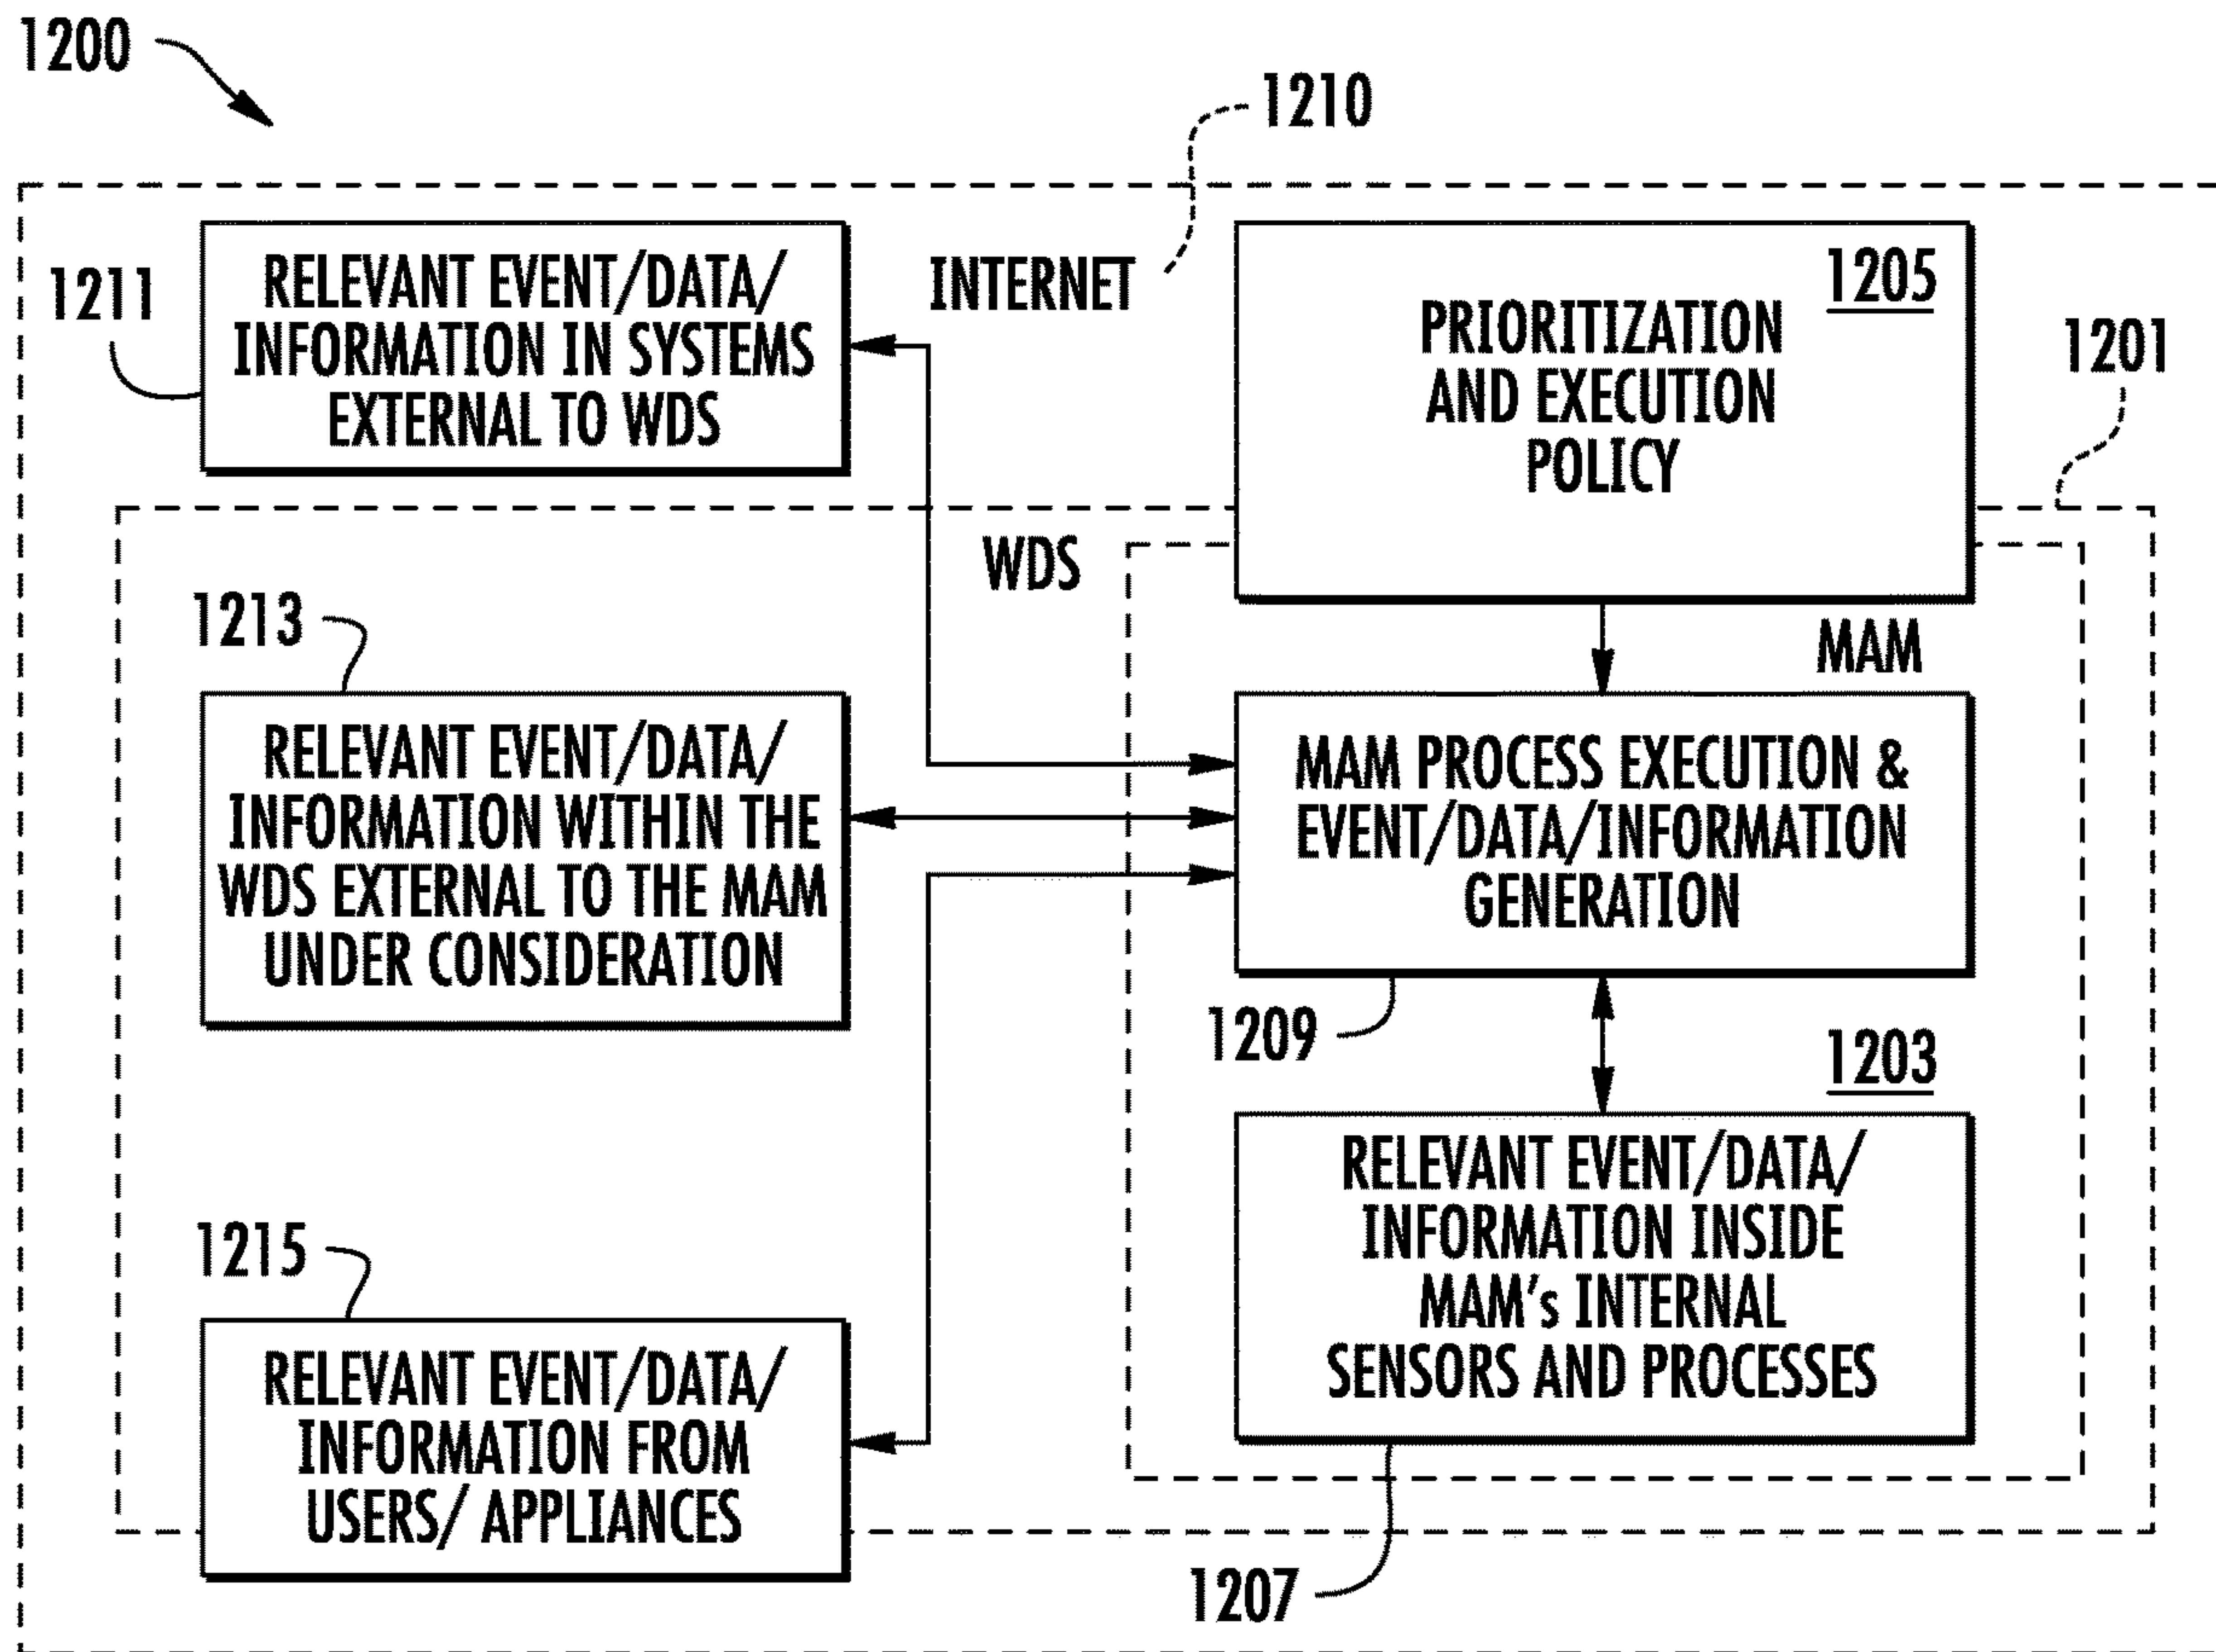 1200
1210
1211
RELEVANT EVENT/DATA/
INFORMATION IN SYSTEMS
EXTERNAL TO WDS
INTERNET
1205
PRIORITIZATION
AND EXECUTION
POLICY
1201
WDS
MAM
1213
RELEVANT EVENT/DATA/
INFORMATION WITHIN THE
WDS EXTERNAL TO THE MAM
UNDER CONSIDERATION
MAM PROCESS EXECUTION &
EVENT/DATA/INFORMATION
GENERATION
1209
1203
RELEVANT EVENT/DATA/
INFORMATION INSIDE
MAM's INTERNAL
SENSORS AND PROCESSES
1215
RELEVANT EVENT/DATA/
INFORMATION FROM
USERS/ APPLIANCES
1207